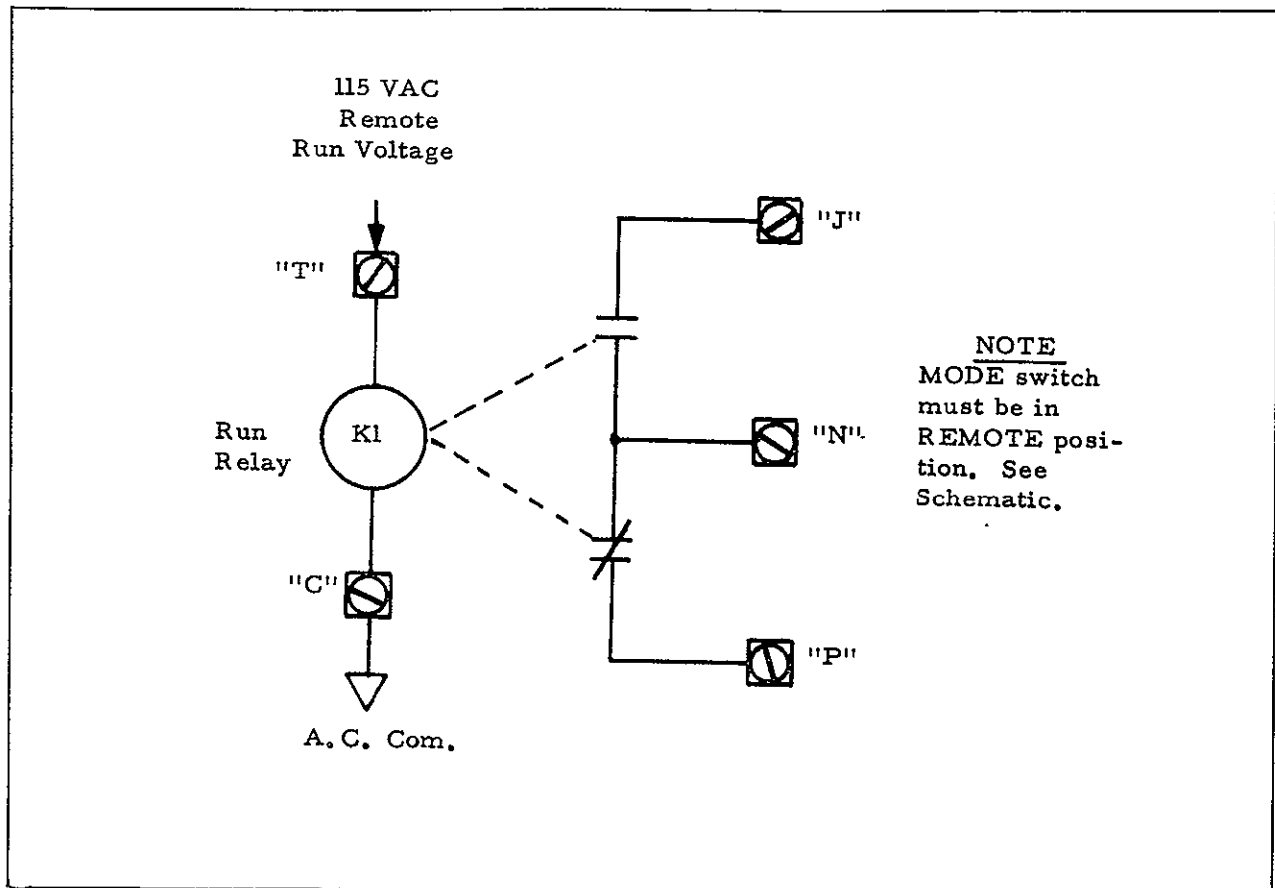 115 VAC
Remote
Run Voltage
"T"
"J"
Run
Relay
K1
"N"
NOTE
MODE switch
must be in
REMOTE posi-
tion. See
Schematic.
"C"
"P"
A.C. Com.